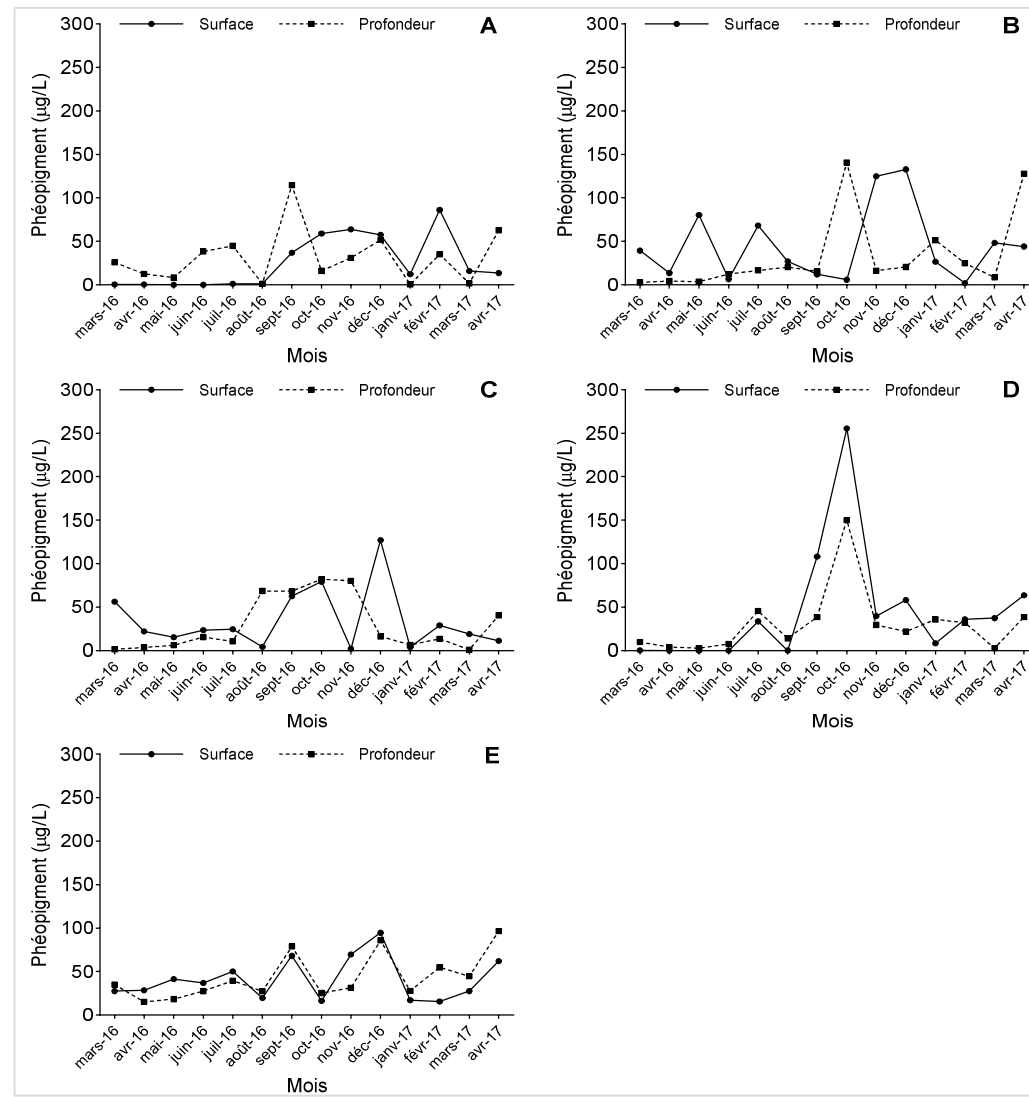 Surface Profondeur A
300
250
200
150
100
50
0
Phéopigment (µg/L)
mars-16 avr-16 mai-16 juin-16 juil-16 août-16 sept-16 oct-16 nov-16 déc-16 janv-17 févr-17 mars-17 avr-17
Mois
Surface Profondeur B
300
250
200
150
100
50
0
Phéopigment (µg/L)
mars-16 avr-16 mai-16 juin-16 juil-16 août-16 sept-16 oct-16 nov-16 déc-16 janv-17 févr-17 mars-17 avr-17
Mois
Surface Profondeur C
300
250
200
150
100
50
0
Phéopigment (µg/L)
mars-16 avr-16 mai-16 juin-16 juil-16 août-16 sept-16 oct-16 nov-16 déc-16 janv-17 févr-17 mars-17 avr-17
Mois
Surface Profondeur D
300
250
200
150
100
50
0
Phéopigment (µg/L)
mars-16 avr-16 mai-16 juin-16 juil-16 août-16 sept-16 oct-16 nov-16 déc-16 janv-17 févr-17 mars-17 avr-17
Mois
Surface Profondeur E
300
250
200
150
100
50
0
Phéopigment (µg/L)
mars-16 avr-16 mai-16 juin-16 juil-16 août-16 sept-16 oct-16 nov-16 déc-16 janv-17 févr-17 mars-17 avr-17
Mois